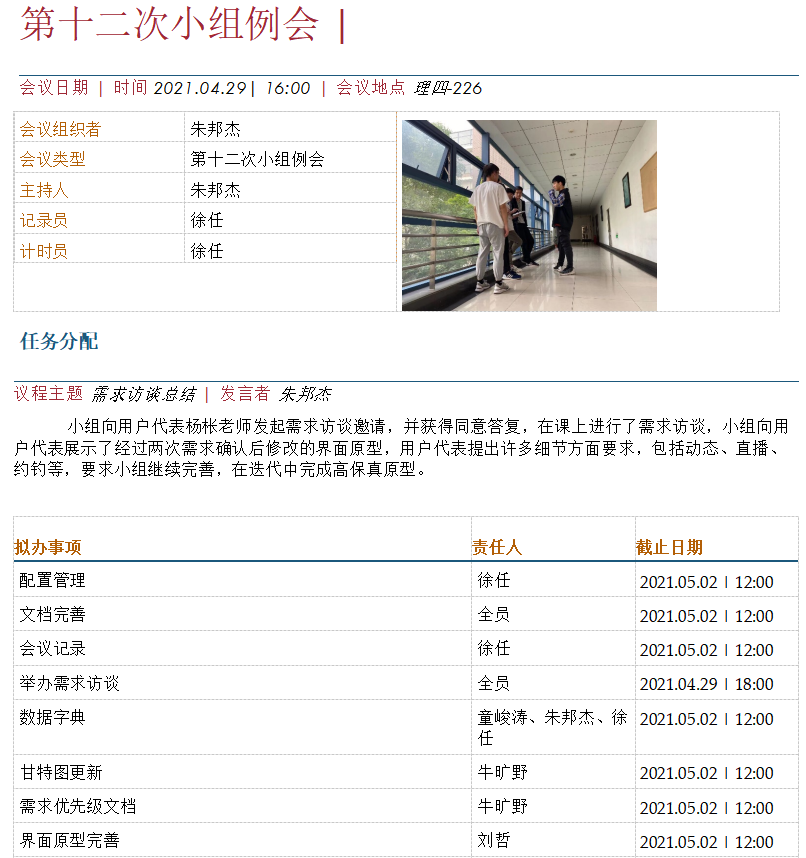 第十二次小组例会 |
会议日期 | 时间 2021.04.29| 16:00 | 会议地点 理四-226
会议组织者 朱邦杰
会议类型 第十二次小组例会
主持人 朱邦杰
记录员 徐任
计时员 徐任
任务分配
议程主题 需求访谈总结 | 发言者 朱邦杰
小组向用户代表杨枨老师发起需求访谈邀请，并获得同意答复，在课上进行了需求访谈，小组向用
户代表展示了经过两次需求确认后修改的界面原型，用户代表提出许多细节方面要求，包括动态、直播、
约钓等，要求小组继续完善，在迭代中完成高保真原型。
拟办事项 责任人 截止日期
配置管理 徐任 2021.05.02 | 12:00
文档完善 全员 2021.05.02 | 12:00
会议记录 徐任 2021.05.02 | 12:00
举办需求访谈 全员 2021.04.29 | 18:00
数据字典 童峻涛、朱邦杰、徐 2021.05.02 | 12:00
任
甘特图更新 牛旷野 2021.05.02 | 12:00
需求优先级文档 牛旷野 2021.05.02 | 12:00
界面原型完善 刘哲 2021.05.02 | 12:00